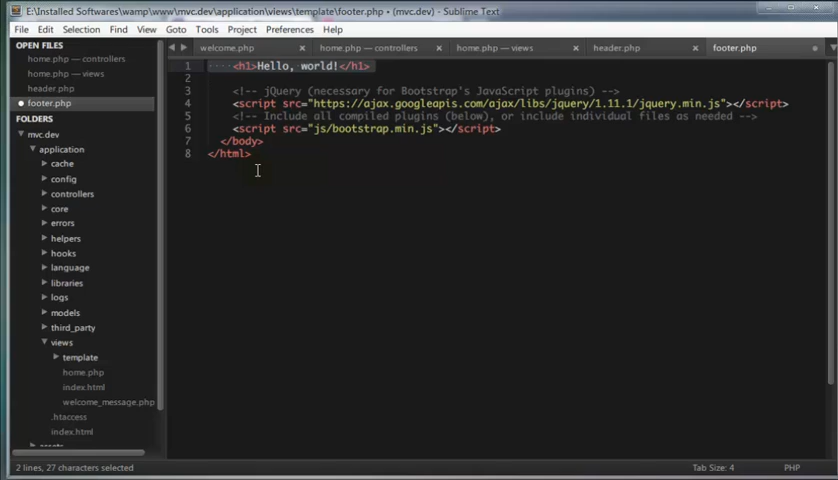 E:\Installed Softwares\wamp\www\mvc.dev\application\views\template\footer.php • (mvc.dev) - Sublime Text
File Edit Selection Find View Goto Tools Project Preferences Help
OPEN FILES
home.php — controllers
home.php — views
header.php
footer.php
FOLDERS
mvc.dev
application
cache
config
controllers
core
errors
helpers
hooks
language
libraries
logs
models
third_party
views
template
home.php
index.html
welcome_message.php
.htaccess
index.html
welcome.php home.php — controllers home.php — views header.php footer.php
1 <h1>Hello, world!</h1>
2
3 <!-- jQuery (necessary for Bootstrap's JavaScript plugins) -->
4 <script src="https://ajax.googleapis.com/ajax/libs/jquery/1.11.1/jquery.min.js"></script>
5 <!-- Include all compiled plugins (below), or include individual files as needed -->
6 <script src="js/bootstrap.min.js"></script>
7 </body>
8 </html>
2 lines, 27 characters selected Tab Size: 4 PHP